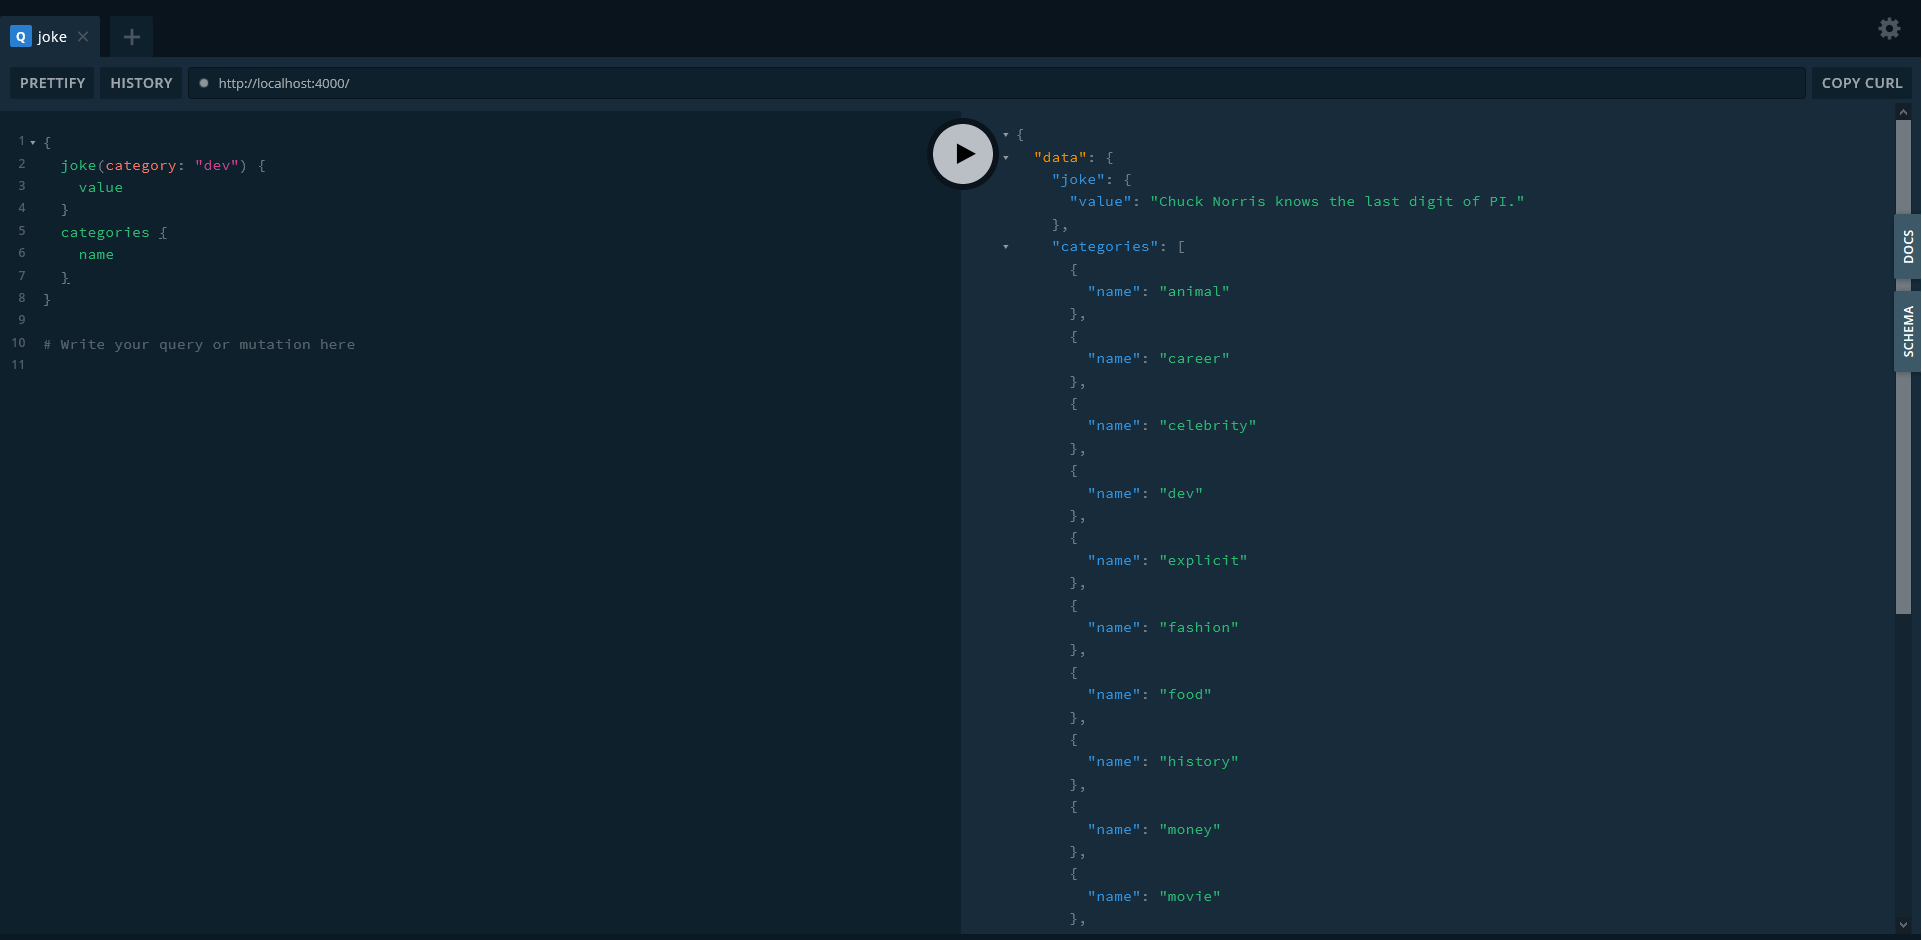 Q joke
PRETTIFY HISTORY http://localhost:4000/ COPY CURL
1 {
2 joke(category: "dev") {
3 value
4 }
5 categories {
6 name
7 }
8 }
9
10 # Write your query or mutation here
11
{
"data": {
"joke": {
"value": "Chuck Norris knows the last digit of PI."
},
"categories": [
{
"name": "animal"
},
{
"name": "career"
},
{
"name": "celebrity"
},
{
"name": "dev"
},
{
"name": "explicit"
},
{
"name": "fashion"
},
{
"name": "food"
},
{
"name": "history"
},
{
"name": "money"
},
{
"name": "movie"
},
DOCS
SCHEMA